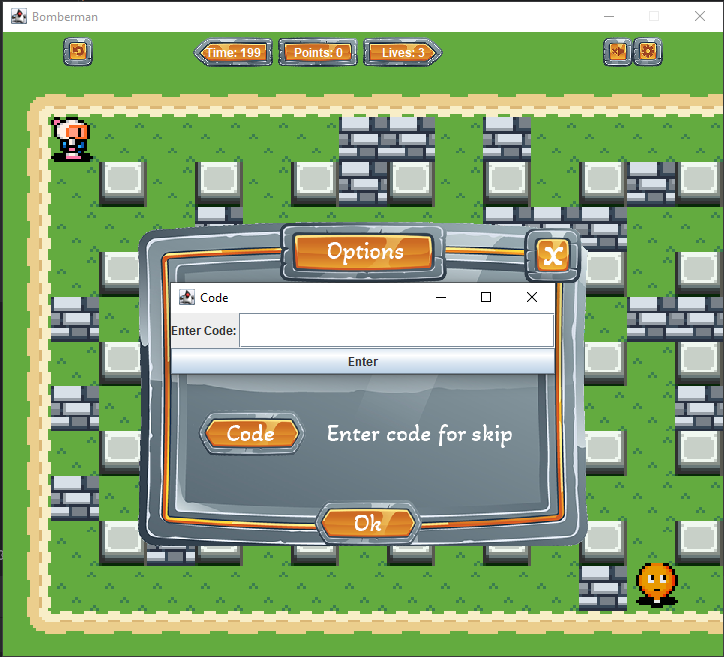 Bomberman
Time: 199
Points: 0
Lives: 3
Options
X
Code
Enter Code:
Enter
Code
Enter code for skip
Ok